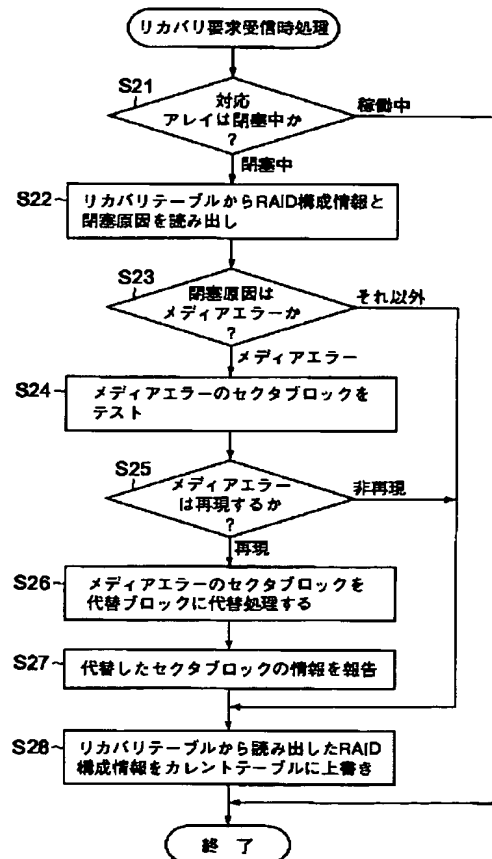 リカバリ要求受信時処理
S21
対応
アレイは閉塞中か
?
稼働中
閉塞中
S22
リカバリテーブルからRAID構成情報と
閉塞原因を読み出し
S23
閉塞原因は
メディアエラーか
?
それ以外
メディアエラー
S24
メディアエラーのセクタブロックを
テスト
S25
メディアエラー
は再現するか
?
非再現
再現
S26
メディアエラーのセクタブロックを
代替ブロックに代替処理する
S27
代替したセクタブロックの情報を報告
S28
リカバリテーブルから読み出したRAID
構成情報をカレントテーブルに上書き
終 了